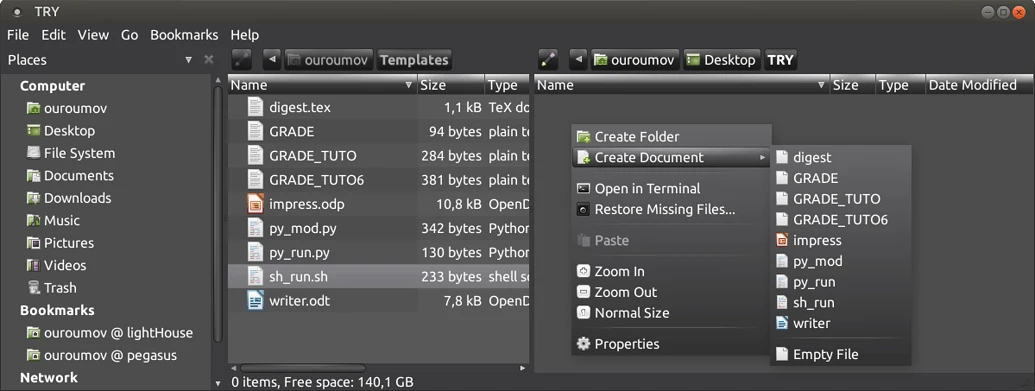 TRY
File Edit View Go Bookmarks Help
Places
Computer
ouroumov
Desktop
File System
Documents
Downloads
Music
Pictures
Videos
Trash
Bookmarks
ouroumov @ lightHouse
ouroumov @ pegasus
Network
ouroumov Templates
Name Size Type
digest.tex 1,1 kB TeX do
GRADE 94 bytes plain te
GRADE_TUTO 284 bytes plain te
GRADE_TUTO6 381 bytes plain te
impress.odp 10,8 kB OpenD
py_mod.py 342 bytes Python
py_run.py 130 bytes Python
sh_run.sh 233 bytes shell sc
writer.odt 7,8 kB OpenD
0 items, Free space: 140,1 GB
ouroumov Desktop TRY
Name Size Type Date Modified
Create Folder
Create Document
Open in Terminal
Restore Missing Files...
Paste
Zoom In
Zoom Out
Normal Size
Properties
digest
GRADE
GRADE_TUTO
GRADE_TUTO6
impress
py_mod
py_run
sh_run
writer
Empty File